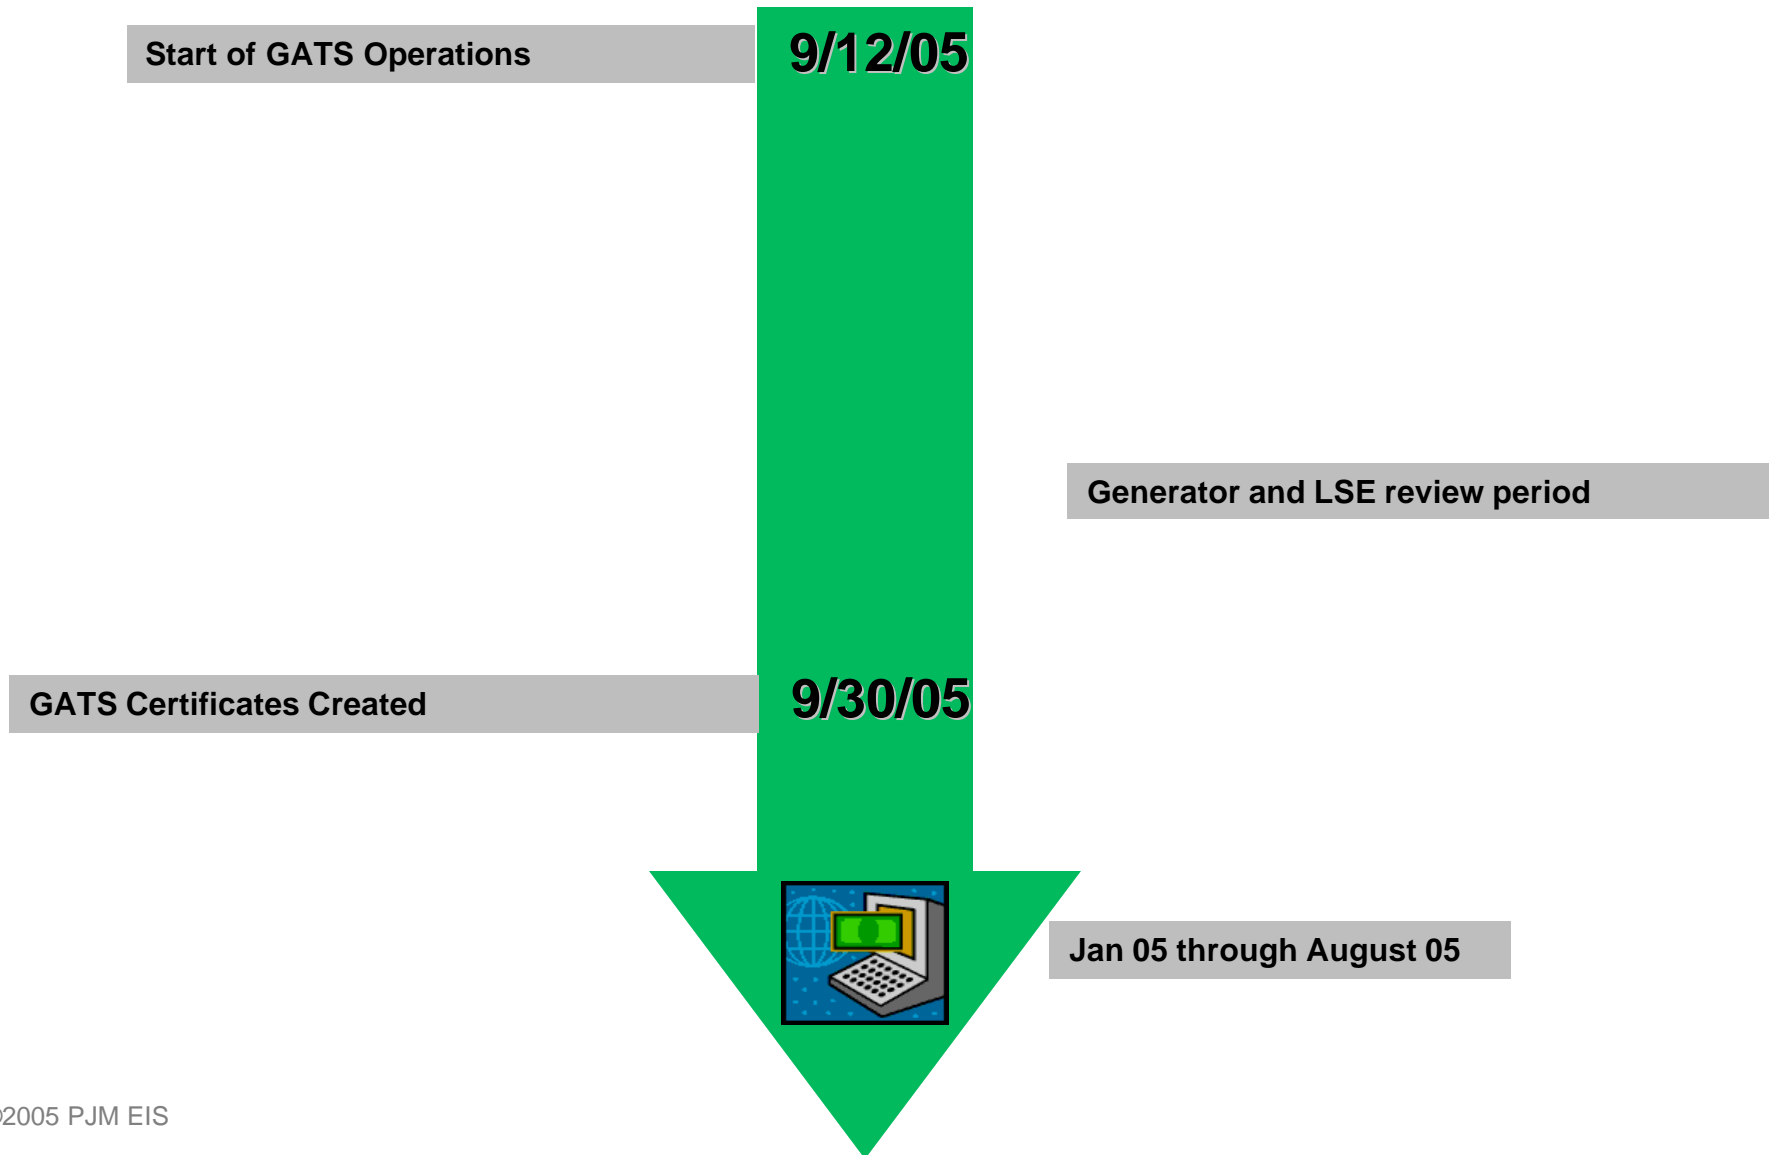 Start of GATS Operations
9/12/05
Generator and LSE review period
GATS Certificates Created
9/30/05
Jan 05 through August 05
©2005 PJM EIS